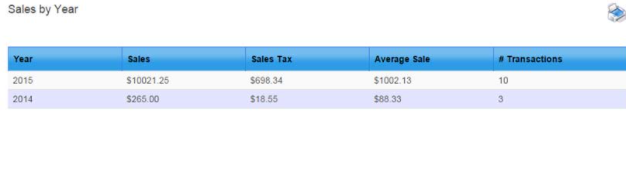 Sales by Year
Year Sales Sales Tax Average Sale # Transactions
2015 $10021.25 $698.34 $1002.13 10
2014 $265.00 $18.55 $88.33 3